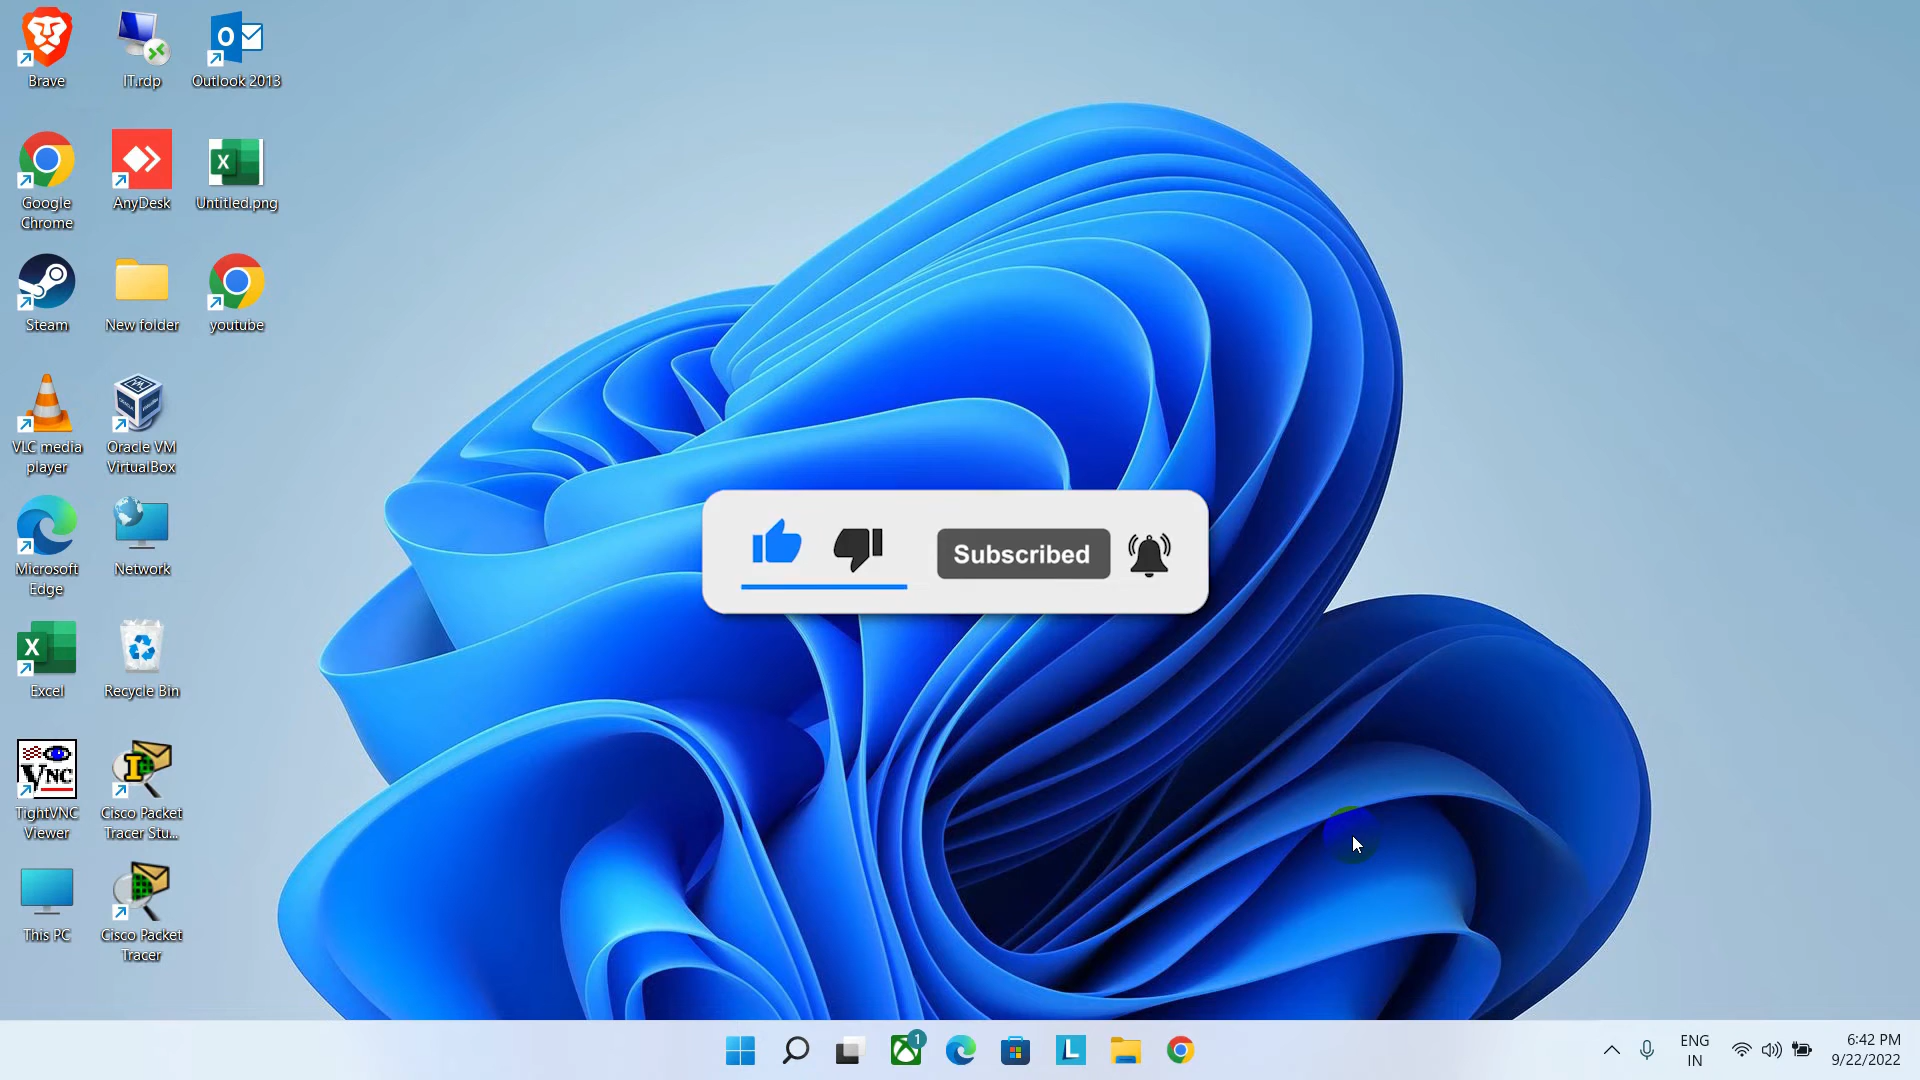 Brave
IT.rdp
Outlook 2013
Google
Chrome
AnyDesk
Untitled.png
Steam
New folder
youtube
VLC media
player
Oracle VM
VirtualBox
Microsoft
Edge
Network
Excel
Recycle Bin
TightVNC
Viewer
Cisco Packet
Tracer Stu...
This PC
Cisco Packet
Tracer
Subscribed
1
ENG
IN
6:42 PM
9/22/2022